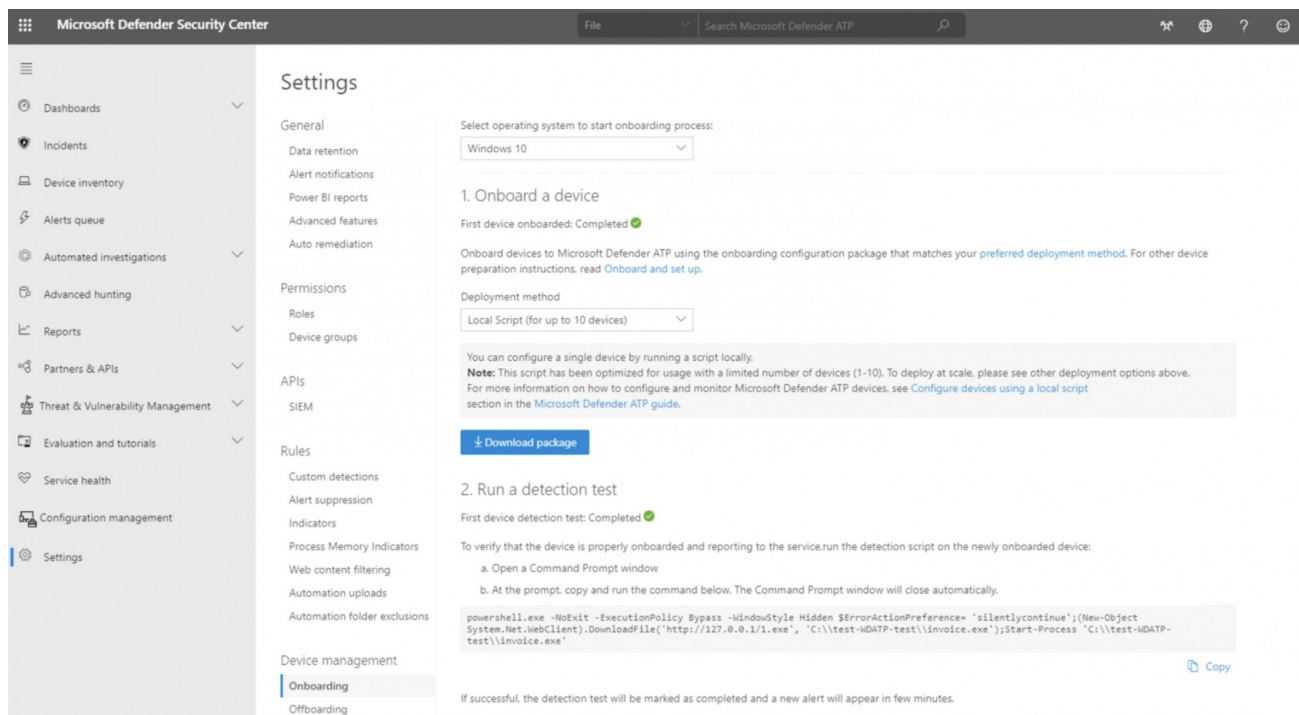 Microsoft Defender Security Center
File
Search Microsoft Defender ATP
?
Dashboards
Incidents
Device inventory
Alerts queue
Automated investigations
Advanced hunting
Reports
Partners & APIs
Threat & Vulnerability Management
Evaluation and tutorials
Service health
Configuration management
Settings
Settings
General
Data retention
Alert notifications
Power BI reports
Advanced features
Auto remediation
Permissions
Roles
Device groups
APIs
SIEM
Rules
Custom detections
Alert suppression
Indicators
Process Memory Indicators
Web content filtering
Automation uploads
Automation folder exclusions
Device management
Onboarding
Offboarding
Select operating system to start onboarding process:
Windows 10
1. Onboard a device
First device onboarded: Completed
Onboard devices to Microsoft Defender ATP using the onboarding configuration package that matches your preferred deployment method. For other device
preparation instructions, read Onboard and set up.
Deployment method
Local Script (for up to 10 devices)
You can configure a single device by running a script locally.
Note: This script has been optimized for usage with a limited number of devices (1-10). To deploy at scale, please see other deployment options above.
For more information on how to configure and monitor Microsoft Defender ATP devices, see Configure devices using a local script
section in the Microsoft Defender ATP guide.
Download package
2. Run a detection test
First device detection test: Completed
To verify that the device is properly onboarded and reporting to the service,run the detection script on the newly onboarded device:
a. Open a Command Prompt window
b. At the prompt, copy and run the command below. The Command Prompt window will close automatically.
powershell.exe -NoExit -ExecutionPolicy Bypass -WindowStyle Hidden $ErrorActionPreference= 'silentlycontinue';(New-Object
System.Net.WebClient).DownloadFile('http://127.0.0.1/1.exe', 'C:\\test-WDATP-test\\invoice.exe');Start-Process 'C:\\test-WDATP-
test\\invoice.exe'
Copy
If successful, the detection test will be marked as completed and a new alert will appear in few minutes.